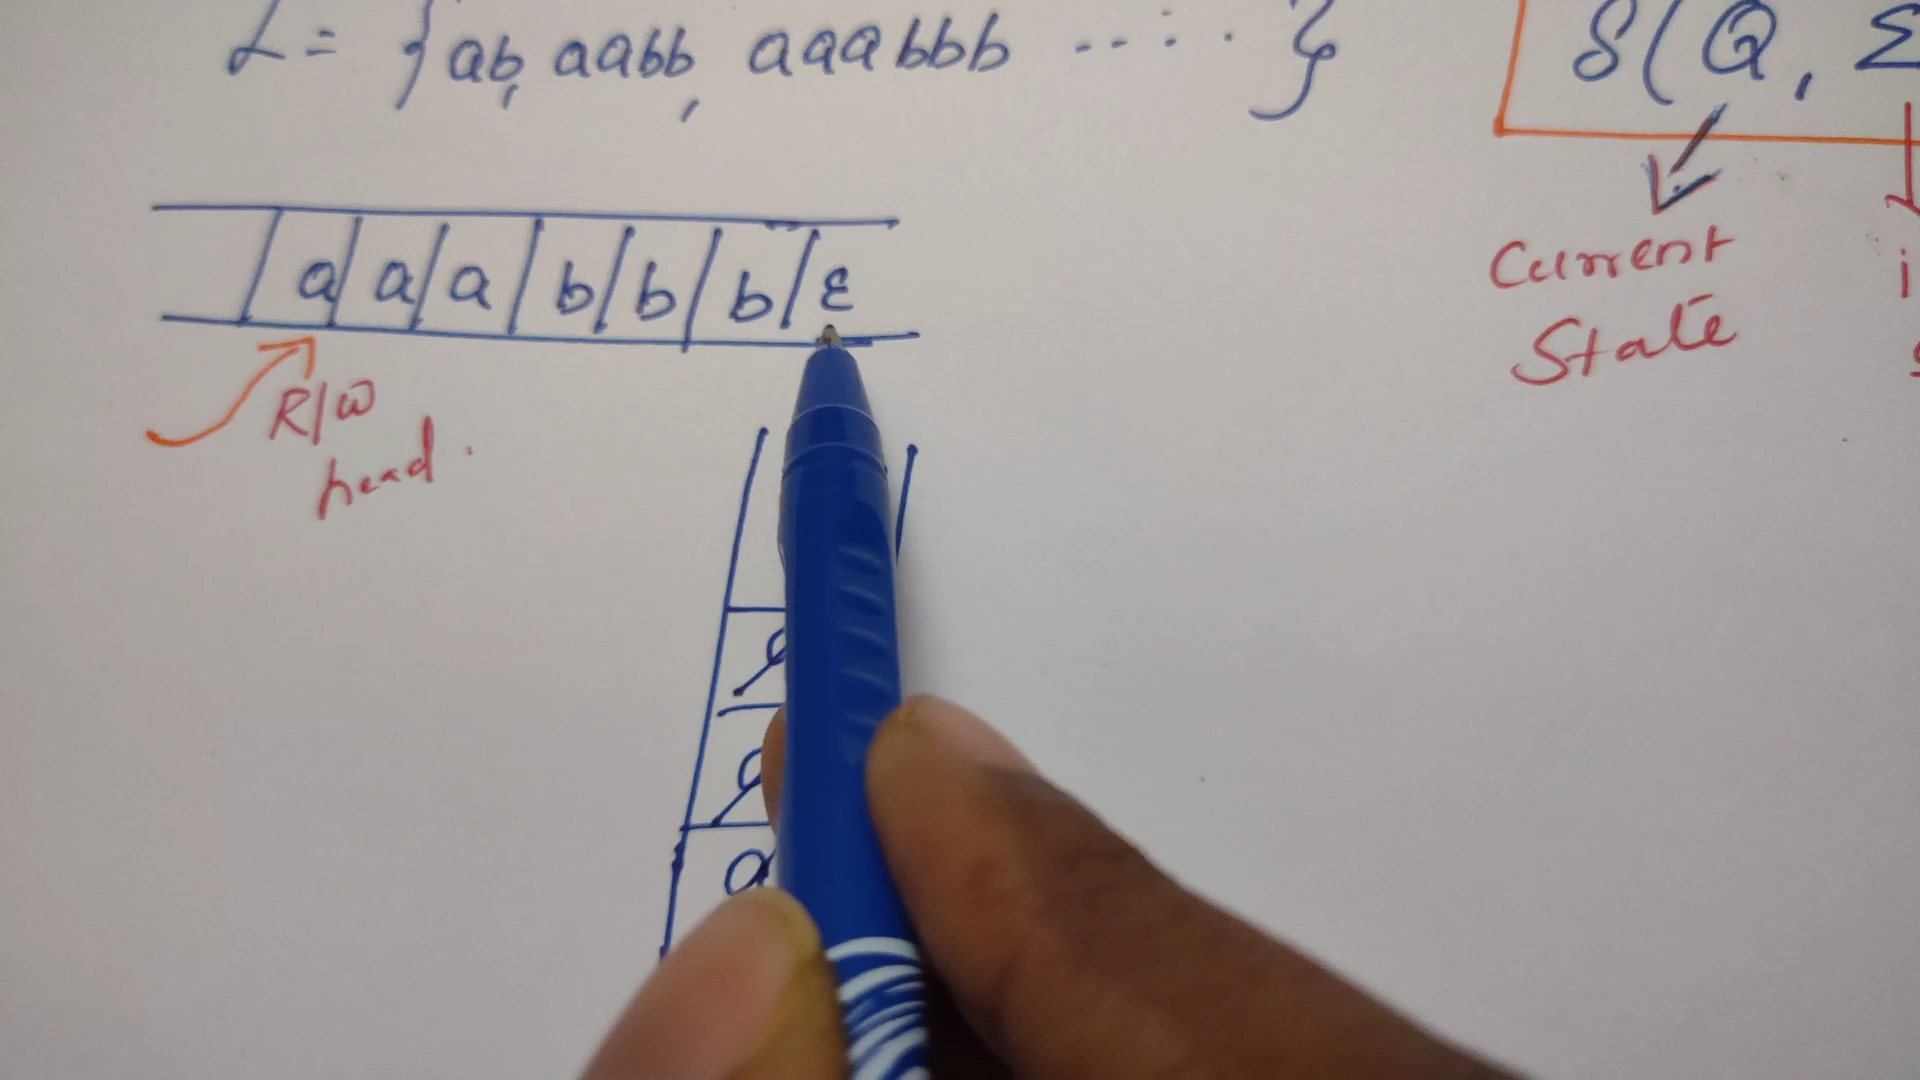 L = {ab, aabb, aaabbb ----- }
δ(Q, Σ
a a a b b b ε
R/W
head.
Current
State
i
a
a
a